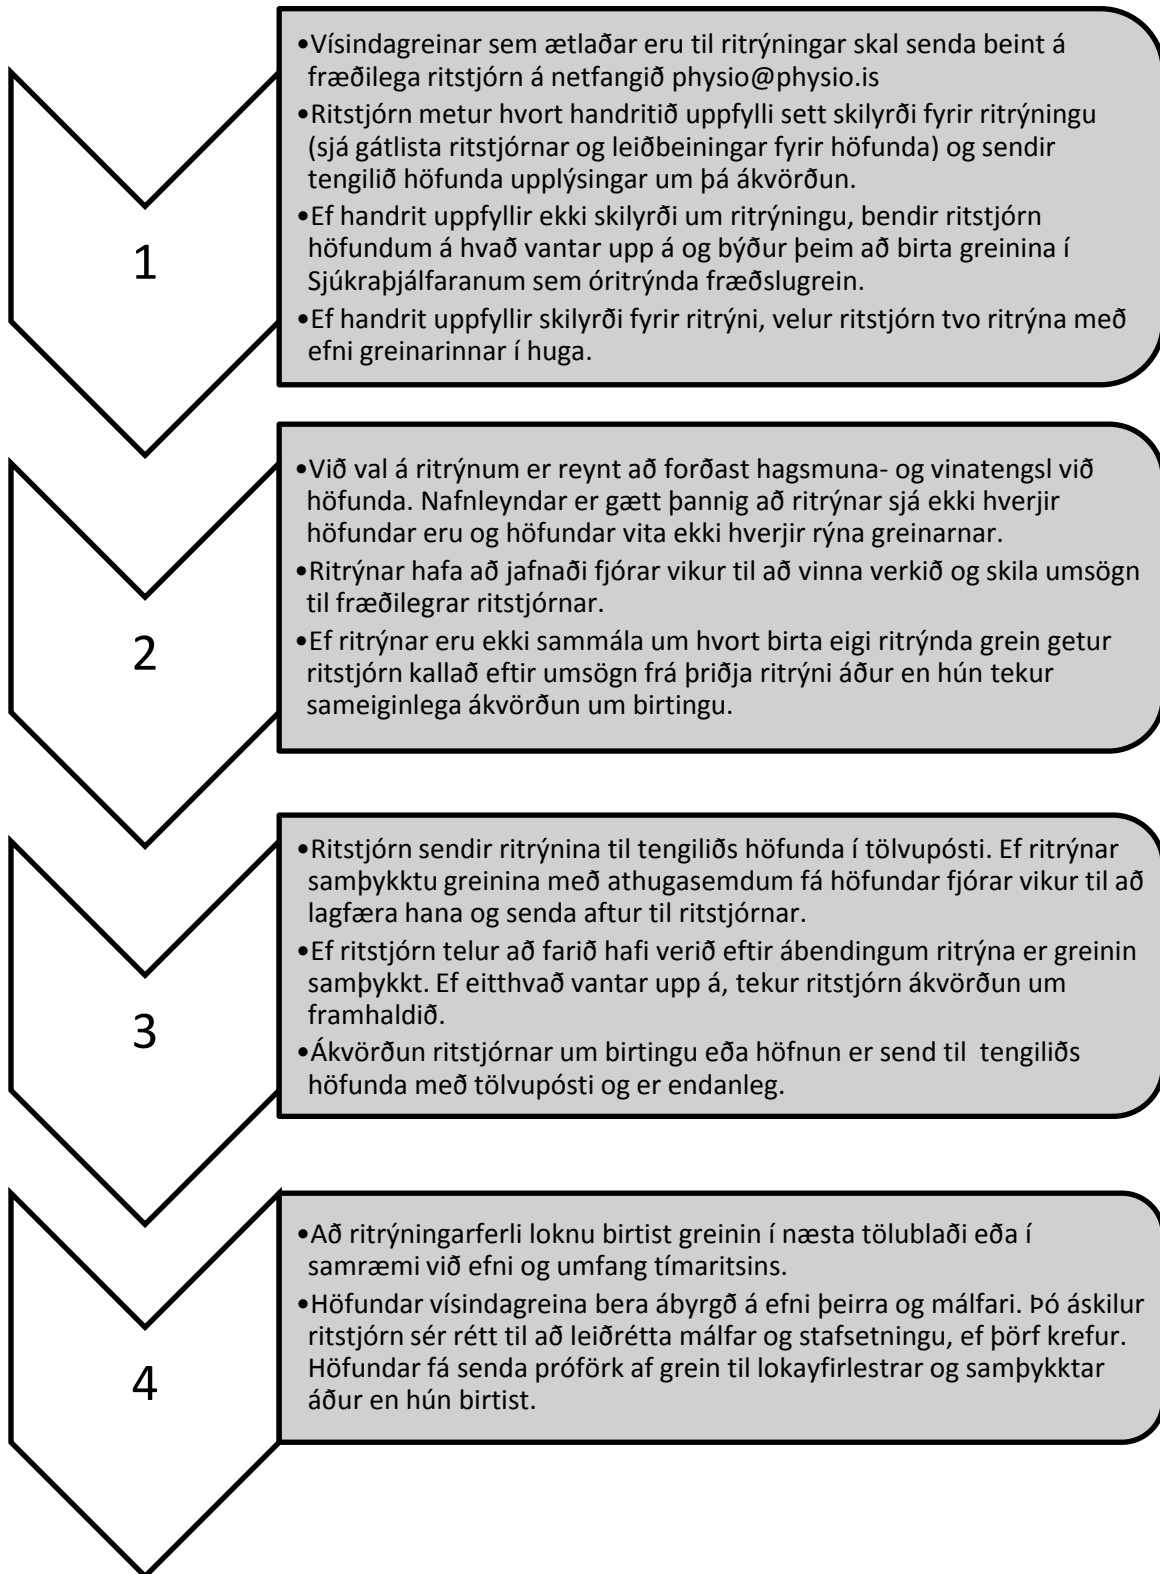 1
•Vísindagreinar sem ætlaðar eru til ritrýningar skal senda beint á
fræðilega ritstjórn á netfangið physio@physio.is
•Ritstjórn metur hvort handritið uppfylli sett skilyrði fyrir ritrýningu
(sjá gátlista ritstjórnar og leiðbeiningar fyrir höfunda) og sendir
tengilið höfunda upplýsingar um þá ákvörðun.
•Ef handrit uppfyllir ekki skilyrði um ritrýningu, bendir ritstjórn
höfundum á hvað vantar upp á og býður þeim að birta greinina í
Sjúkraþjálfaranum sem óritrýnda fræðslugrein.
•Ef handrit uppfyllir skilyrði fyrir ritrýni, velur ritstjórn tvo ritrýna með
efni greinarinnar í huga.
2
•Við val á ritrýnum er reynt að forðast hagsmuna- og vinatengsl við
höfunda. Nafnleyndar er gætt þannig að ritrýnar sjá ekki hverjir
höfundar eru og höfundar vita ekki hverjir rýna greinarnar.
•Ritrýnar hafa að jafnaði fjórar vikur til að vinna verkið og skila umsögn
til fræðilegrar ritstjórnar.
•Ef ritrýnar eru ekki sammála um hvort birta eigi ritrýnda grein getur
ritstjórn kallað eftir umsögn frá þriðja ritrýni áður en hún tekur
sameiginlega ákvörðun um birtingu.
3
•Ritstjórn sendir ritrýnina til tengiliðs höfunda í tölvupósti. Ef ritrýnar
samþykktu greinina með athugasemdum fá höfundar fjórar vikur til að
lagfæra hana og senda aftur til ritstjórnar.
•Ef ritstjórn telur að farið hafi verið eftir ábendingum ritrýna er greinin
samþykkt. Ef eitthvað vantar upp á, tekur ritstjórn ákvörðun um
framhaldið.
•Ákvörðun ritstjórnar um birtingu eða höfnun er send til tengiliðs
höfunda með tölvupósti og er endanleg.
4
•Að ritrýningarferli loknu birtist greinin í næsta tölublaði eða í
samræmi við efni og umfang tímaritsins.
•Höfundar vísindagreina bera ábyrgð á efni þeirra og málfari. Þó áskilur
ritstjórn sér rétt til að leiðrétta málfar og stafsetningu, ef þörf krefur.
Höfundar fá senda próförk af grein til lokayfirlestrar og samþykktar
áður en hún birtist.